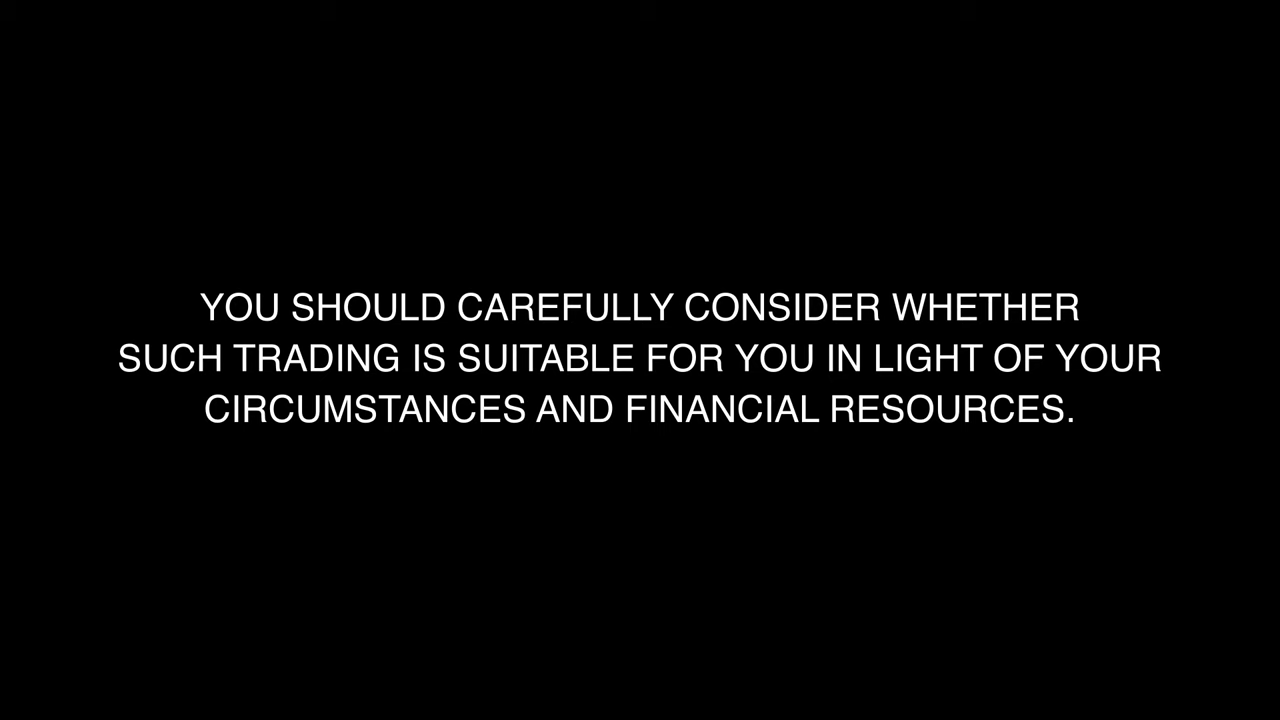 YOU SHOULD CAREFULLY CONSIDER WHETHER
SUCH TRADING IS SUITABLE FOR YOU IN LIGHT OF YOUR
CIRCUMSTANCES AND FINANCIAL RESOURCES.